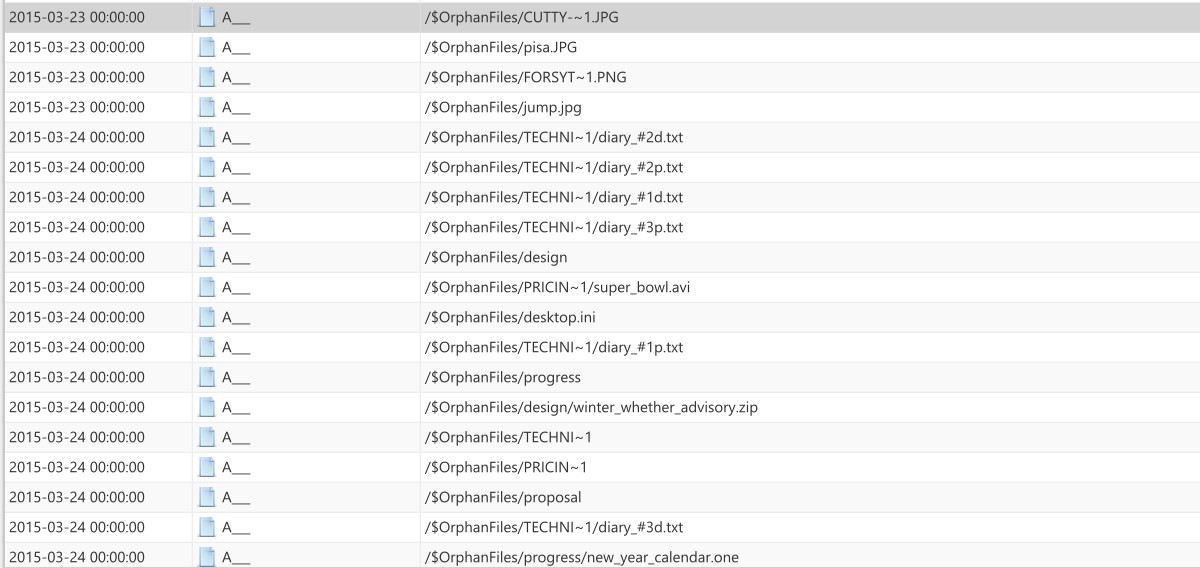 2015-03-23 00:00:00 A___ /$OrphanFiles/CUTTY-~1.JPG
2015-03-23 00:00:00 A___ /$OrphanFiles/pisa.JPG
2015-03-23 00:00:00 A___ /$OrphanFiles/FORSYT~1.PNG
2015-03-23 00:00:00 A___ /$OrphanFiles/jump.jpg
2015-03-24 00:00:00 A___ /$OrphanFiles/TECHNI~1/diary_#2d.txt
2015-03-24 00:00:00 A___ /$OrphanFiles/TECHNI~1/diary_#2p.txt
2015-03-24 00:00:00 A___ /$OrphanFiles/TECHNI~1/diary_#1d.txt
2015-03-24 00:00:00 A___ /$OrphanFiles/TECHNI~1/diary_#3p.txt
2015-03-24 00:00:00 A___ /$OrphanFiles/design
2015-03-24 00:00:00 A___ /$OrphanFiles/PRICIN~1/super_bowl.avi
2015-03-24 00:00:00 A___ /$OrphanFiles/desktop.ini
2015-03-24 00:00:00 A___ /$OrphanFiles/TECHNI~1/diary_#1p.txt
2015-03-24 00:00:00 A___ /$OrphanFiles/progress
2015-03-24 00:00:00 A___ /$OrphanFiles/design/winter_whether_advisory.zip
2015-03-24 00:00:00 A___ /$OrphanFiles/TECHNI~1
2015-03-24 00:00:00 A___ /$OrphanFiles/PRICIN~1
2015-03-24 00:00:00 A___ /$OrphanFiles/proposal
2015-03-24 00:00:00 A___ /$OrphanFiles/TECHNI~1/diary_#3d.txt
2015-03-24 00:00:00 A___ /$OrphanFiles/progress/new_year_calendar.one